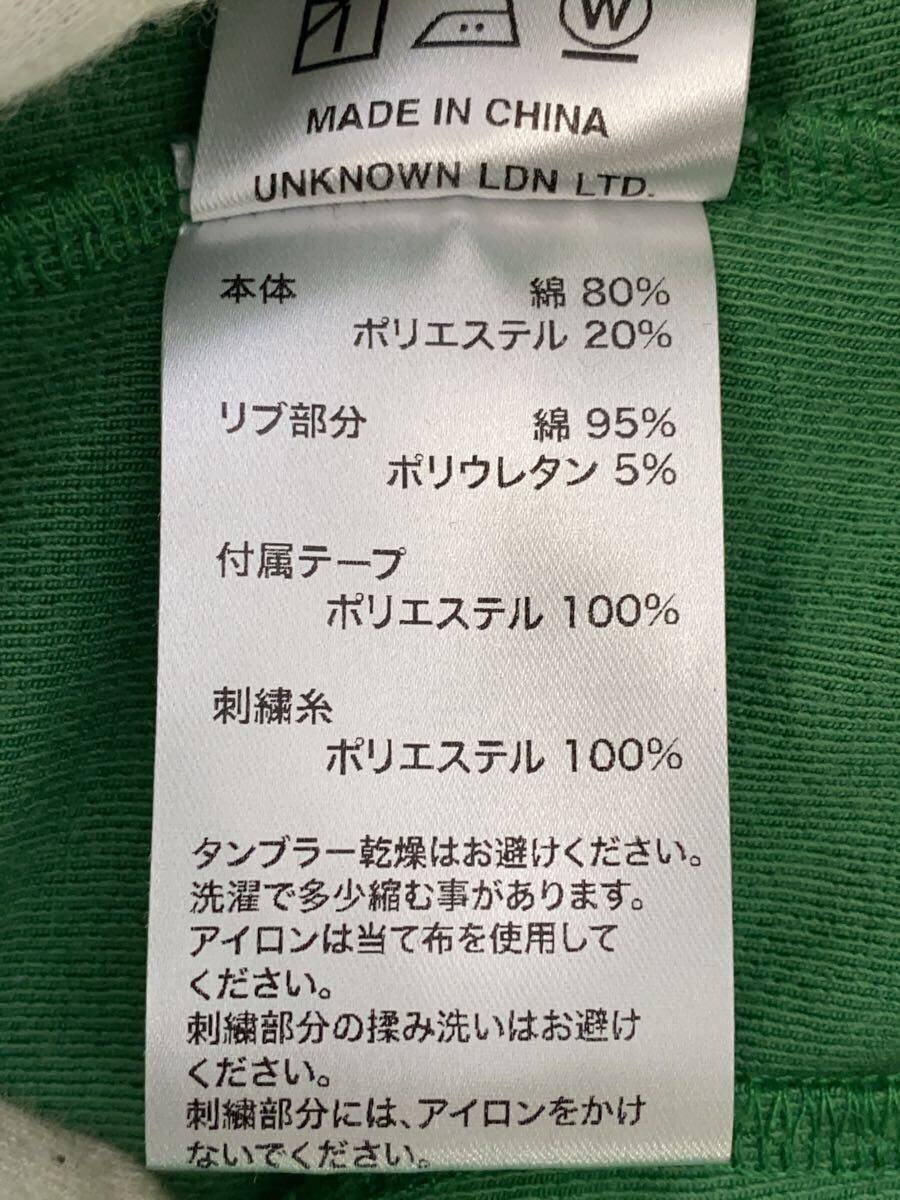 W
MADE IN CHINA
UNKNOWN LDN LTD.
本体 綿 80%
ポリエステル 20%
リブ部分 綿 95%
ポリウレタン 5%
付属テープ
ポリエステル 100%
刺繍糸
ポリエステル 100%
タンブラー乾燥はお避けください。
洗濯で多少縮む事があります。
アイロンは当て布を使用して
ください。
刺繍部分の揉み洗いはお避け
ください。
刺繍部分には、アイロンをかけ
ないでください。